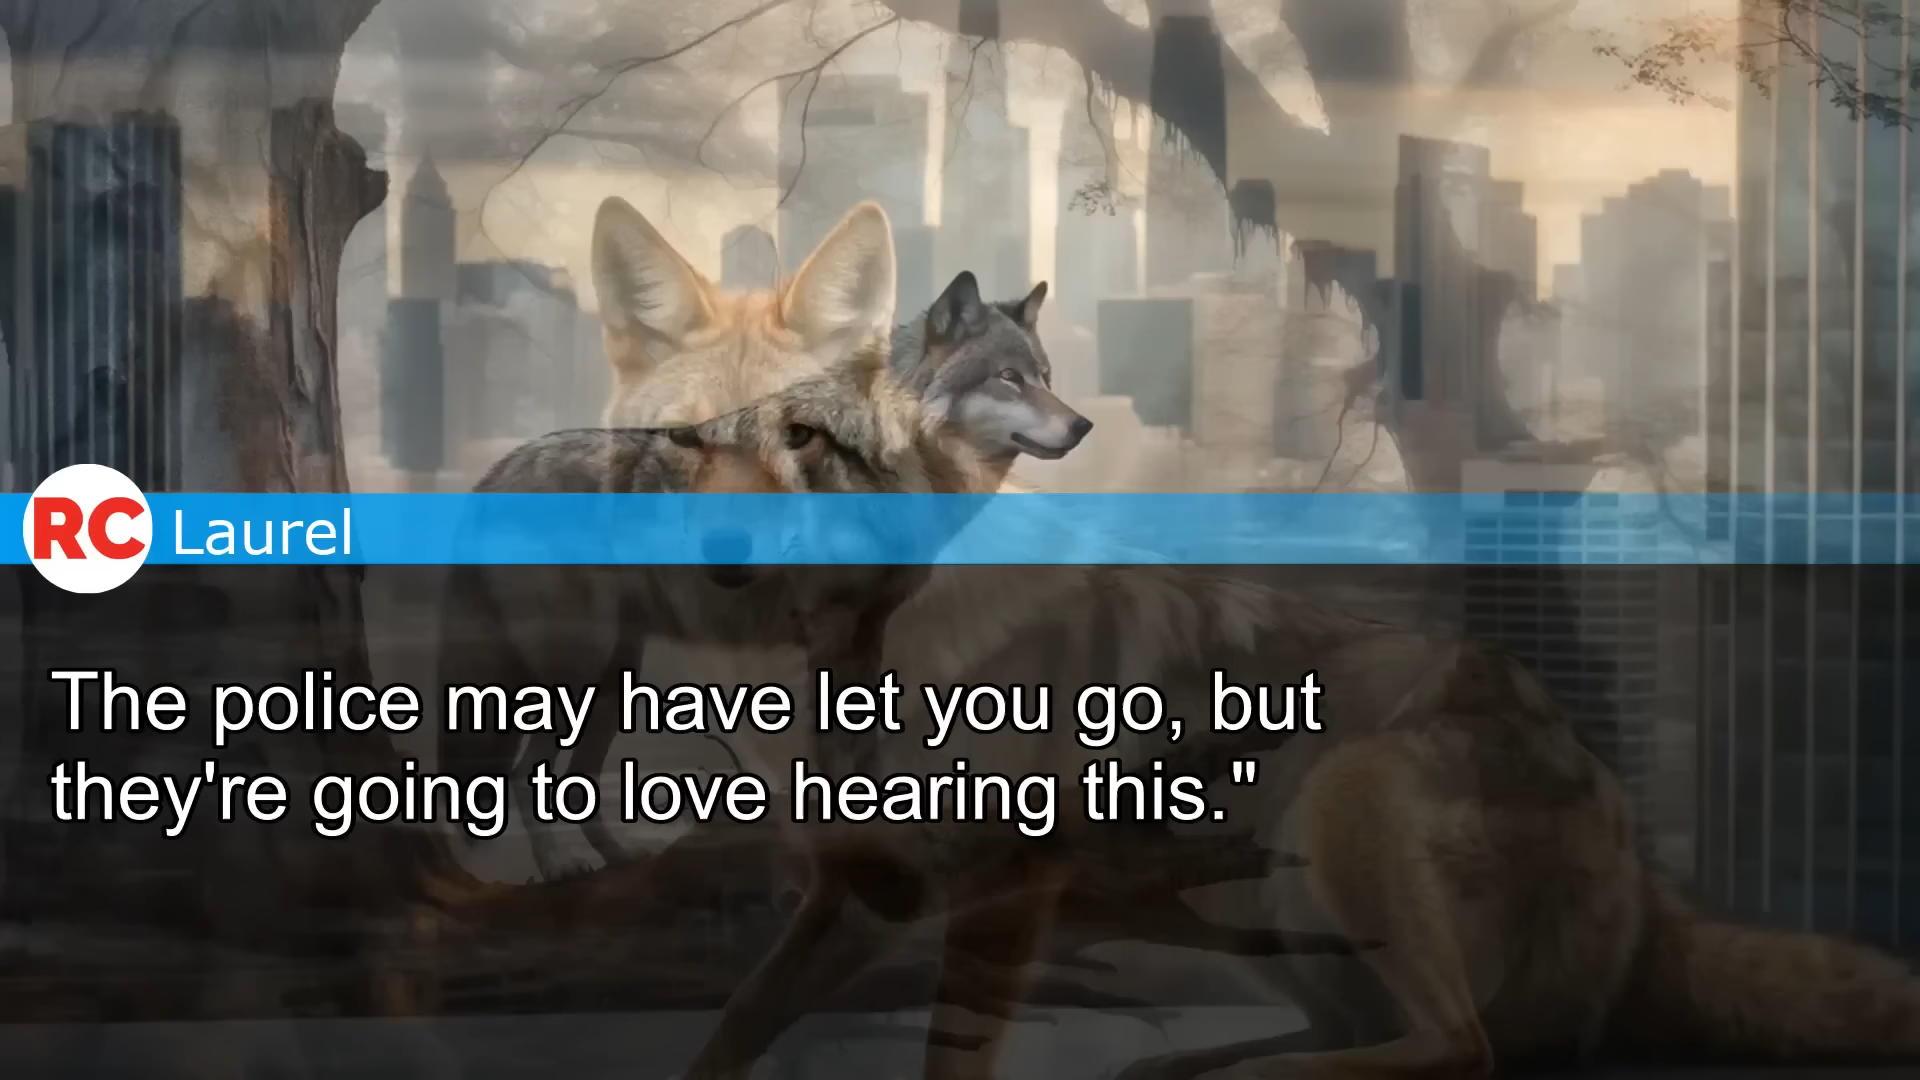 RC Laurel
The police may have let you go, but
they're going to love hearing this."